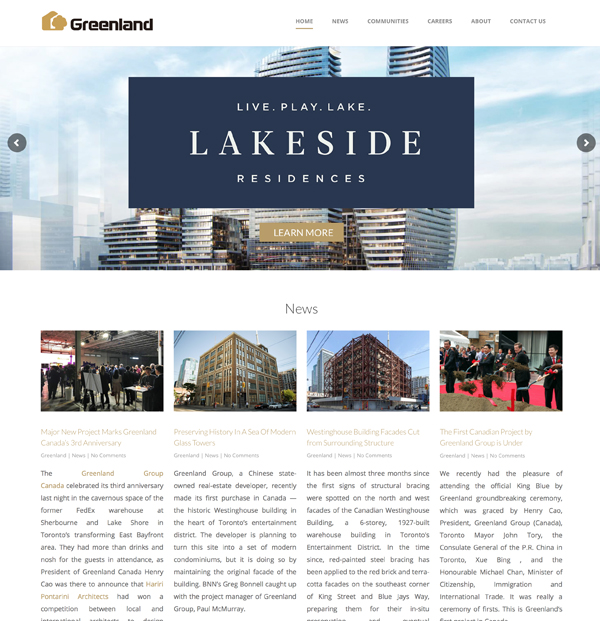 Greenland
HOME NEWS COMMUNITIES CAREERS ABOUT CONTACT US
LIVE. PLAY. LAKE.
LAKESIDE
RESIDENCES
LEARN MORE
News
Major New Project Marks Greenland
Canada's 3rd Anniversary
Greenland | News | No Comments
The Greenland Group
Canada celebrated its third anniversary
last night in the cavernous space of the
former FedEx warehouse at
Sherbourne and Lake Shore in
Toronto's transforming East Bayfront
area. They had more than drinks and
nosh for the guests in attendance, as
President of Greenland Canada Henry
Cao was there to announce that Hariri
Pontarini Architects had won a
competition between local and
international architects to design
Preserving History In A Sea Of Modern
Glass Towers
Greenland | News | No Comments
Greenland Group, a Chinese state-
owned real-estate developer, recently
made its first purchase in Canada —
the historic Westinghouse building in
the heart of Toronto's entertainment
district. The developer is planning to
turn this site into a set of modern
condominiums, but it is doing so by
maintaining the original facade of the
building. BNN's Greg Bonnell caught up
with the project manager of Greenland
Group, Paul McMurray.
Westinghouse Building Facades Cut
from Surrounding Structure
Greenland | News | No Comments
It has been almost three months since
the first signs of structural bracing
were spotted on the north and west
facades of the Canadian Westinghouse
Building, a 6-storey, 1927-built
warehouse building in Toronto's
Entertainment District. In the time
since, red-painted steel bracing has
been applied to the red brick and terra-
cotta facades on the southeast corner
of King Street and Blue Jays Way,
preparing them for their in-situ
preservation and eventual
The First Canadian Project by
Greenland Group is Under
Greenland | News | No Comments
We recently had the pleasure of
attending the official King Blue by
Greenland groundbreaking ceremony,
which was graced by Henry Cao,
President, Greenland Group (Canada),
Toronto Mayor John Tory, the
Consulate General of the P.R. China in
Toronto, Xue Bing , and the
Honourable Michael Chan, Minister of
Citizenship, Immigration and
International Trade. It was really a
ceremony of firsts. This is Greenland's
first project in Canada